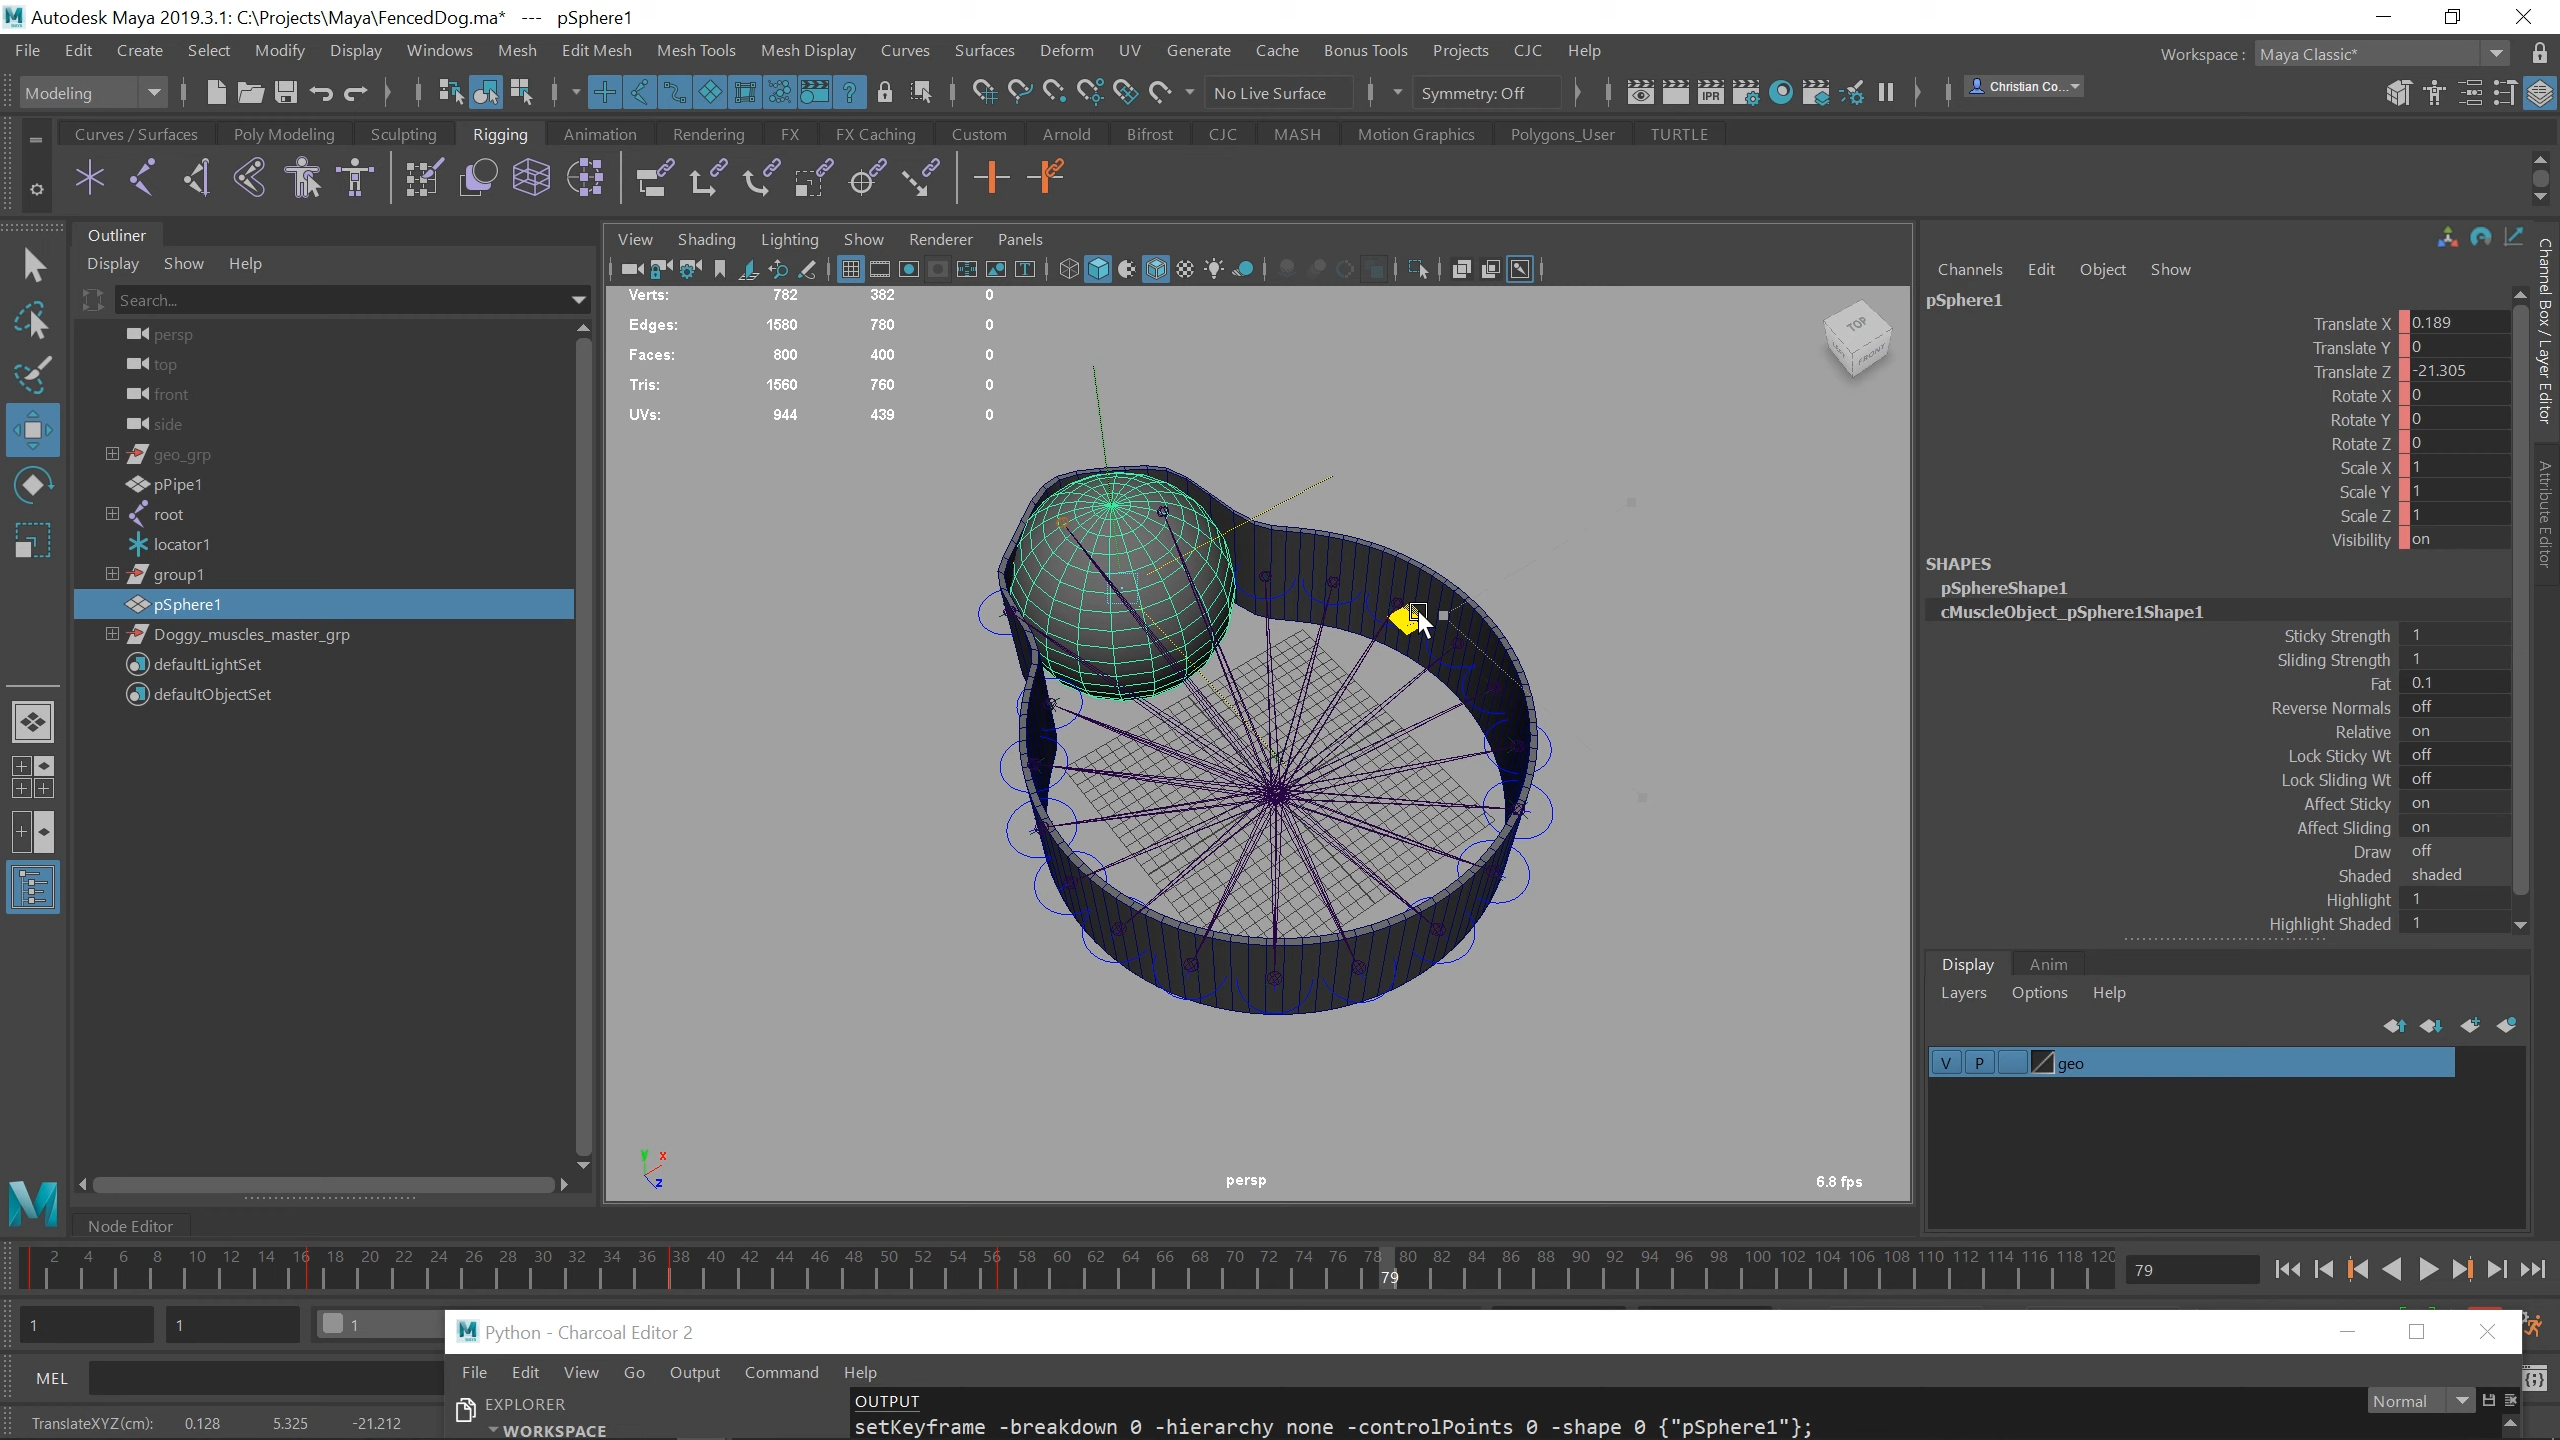 Autodesk Maya 2019.3.1: C:\Projects\Maya\FencedDog.ma*   ---   pSphere1
File Edit Create Select Modify Display Windows Mesh Edit Mesh Mesh Tools Mesh Display Curves Surfaces Deform UV Generate Cache Bonus Tools Projects CJC Help
Workspace : Maya Classic*
Modeling
No Live Surface
Symmetry: Off
IPR
Christian Co...
Curves / Surfaces Poly Modeling Sculpting Rigging Animation Rendering FX FX Caching Custom Arnold Bifrost CJC MASH Motion Graphics Polygons_User TURTLE
Outliner
Display Show Help
Search...
persp
top
front
side
geo_grp
pPipe1
root
locator1
group1
pSphere1
Doggy_muscles_master_grp
defaultLightSet
defaultObjectSet
Node Editor
View Shading Lighting Show Renderer Panels
Verts: 782 382 0
Edges: 1580 780 0
Faces: 800 400 0
Tris: 1560 760 0
UVs: 944 439 0
TOP
FRONT
y x
z
persp
6.8 fps
Channels Edit Object Show
pSphere1
Translate X 0.189
Translate Y 0
Translate Z -21.305
Rotate X 0
Rotate Y 0
Rotate Z 0
Scale X 1
Scale Y 1
Scale Z 1
Visibility on
SHAPES
pSphereShape1
cMuscleObject_pSphere1Shape1
Sticky Strength 1
Sliding Strength 1
Fat 0.1
Reverse Normals off
Relative on
Lock Sticky Wt off
Lock Sliding Wt off
Affect Sticky on
Affect Sliding on
Draw off
Shaded shaded
Highlight 1
Highlight Shaded 1
Channel Box / Layer Editor
Attribute Editor
Display Anim
Layers Options Help
V P geo
2 4 6 8 10 12 14 16 18 20 22 24 26 28 30 32 34 36 38 40 42 44 46 48 50 52 54 56 58 60 62 64 66 68 70 72 74 76 78 80 82 84 86 88 90 92 94 96 98 100 102 104 106 108 110 112 114 116 118 120
79
79
1 1 1
MEL
TranslateXYZ(cm): 0.128 5.325 -21.212
Python - Charcoal Editor 2
File Edit View Go Output Command Help
EXPLORER
WORKSPACE
OUTPUT
Normal
setKeyframe -breakdown 0 -hierarchy none -controlPoints 0 -shape 0 {"pSphere1"};